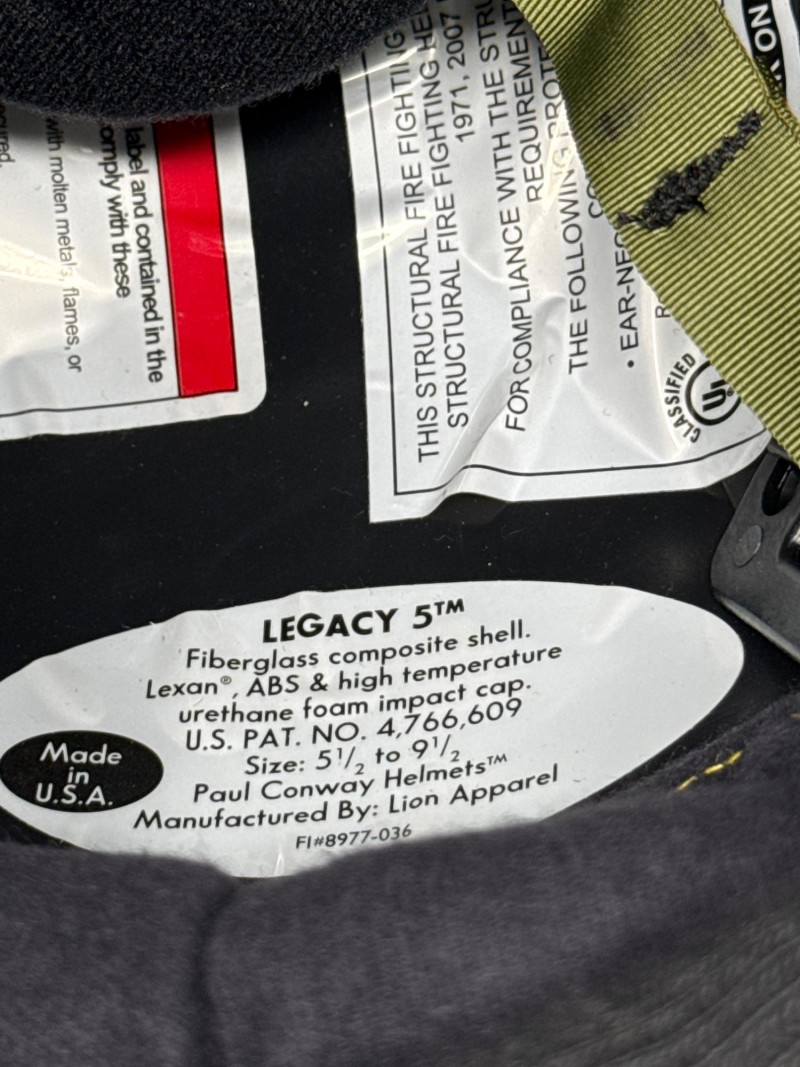 label and contained in the
comply with these
with molten metals, flames, or
THIS STRUCTURAL FIRE FIGHTING
STRUCTURAL FIRE FIGHTING
1971, 2007
FOR COMPLIANCE WITH THE
REQUIREMENT
THE FOLLOWING
• EAR-
CLASSIFIED
UL
NO
LEGACY 5™
Fiberglass composite shell.
Lexan®, ABS & high temperature
urethane foam impact cap.
U.S. PAT. NO. 4,766,609
Size: 5½ to 9½
Paul Conway Helmets™
Manufactured By: Lion Apparel
FI#8977-036
Made
in
U.S.A.